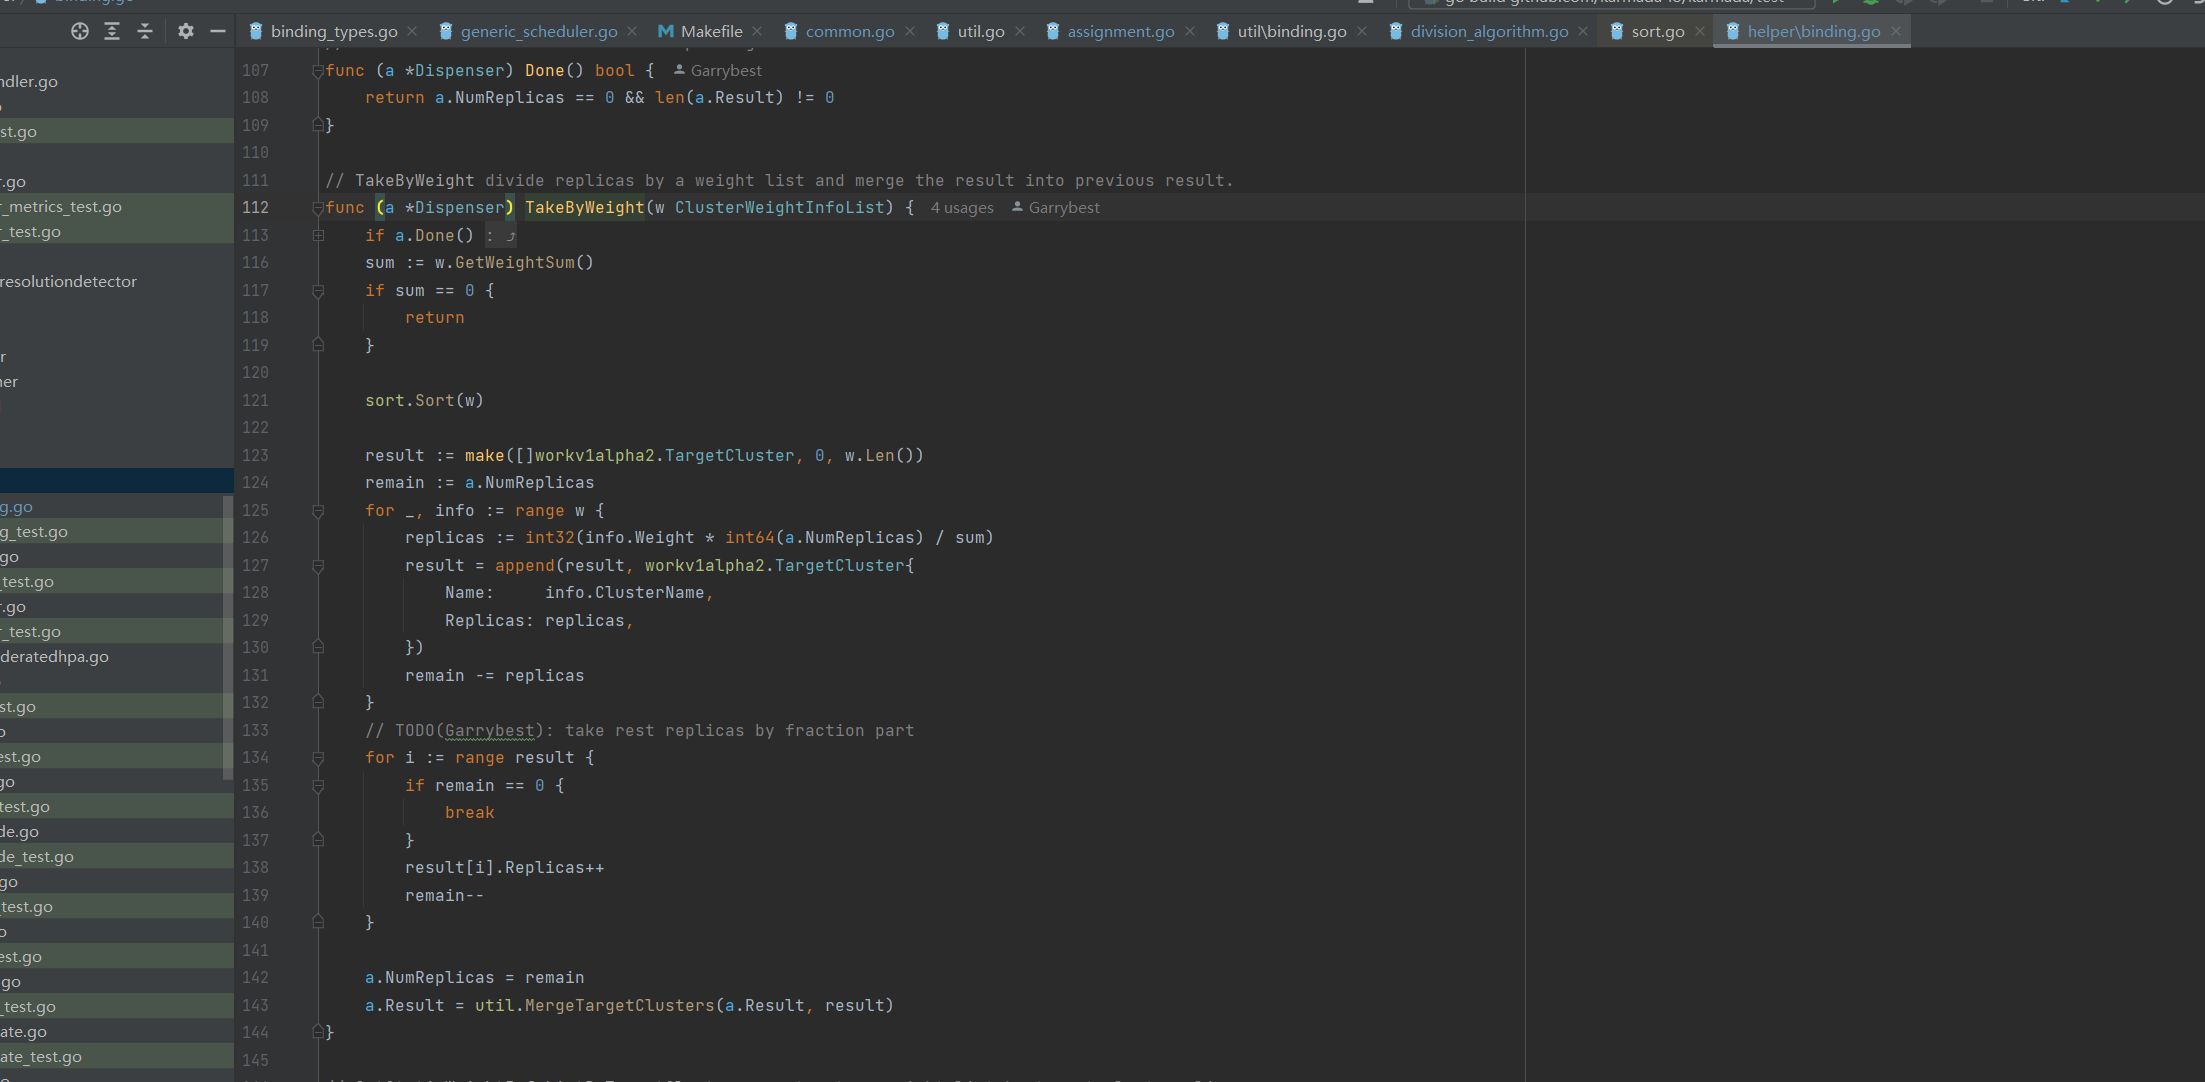 binding_types.go generic_scheduler.go Makefile common.go util.go assignment.go util\binding.go division_algorithm.go sort.go helper\binding.go
ndler.go
st.go
r.go
r_metrics_test.go
r_test.go
resolutiondetector
r
ner
g.go
g_test.go
go
_test.go
r.go
r_test.go
deratedhpa.go
st.go
o
est.go
go
test.go
de.go
de_test.go
go
test.go
o
est.go
go
_test.go
ate.go
ate_test.go
107 func (a *Dispenser) Done() bool { Garrybest
108 return a.NumReplicas == 0 && len(a.Result) != 0
109 }
110
111 // TakeByWeight divide replicas by a weight list and merge the result into previous result.
112 func (a *Dispenser) TakeByWeight(w ClusterWeightInfoList) { 4 usages Garrybest
113 if a.Done() :
116 sum := w.GetWeightSum()
117 if sum == 0 {
118 return
119 }
120
121 sort.Sort(w)
122
123 result := make([]workv1alpha2.TargetCluster, 0, w.Len())
124 remain := a.NumReplicas
125 for _, info := range w {
126 replicas := int32(info.Weight * int64(a.NumReplicas) / sum)
127 result = append(result, workv1alpha2.TargetCluster{
128 Name: info.ClusterName,
129 Replicas: replicas,
130 })
131 remain -= replicas
132 }
133 // TODO(Garrybest): take rest replicas by fraction part
134 for i := range result {
135 if remain == 0 {
136 break
137 }
138 result[i].Replicas++
139 remain--
140 }
141
142 a.NumReplicas = remain
143 a.Result = util.MergeTargetClusters(a.Result, result)
144 }
145